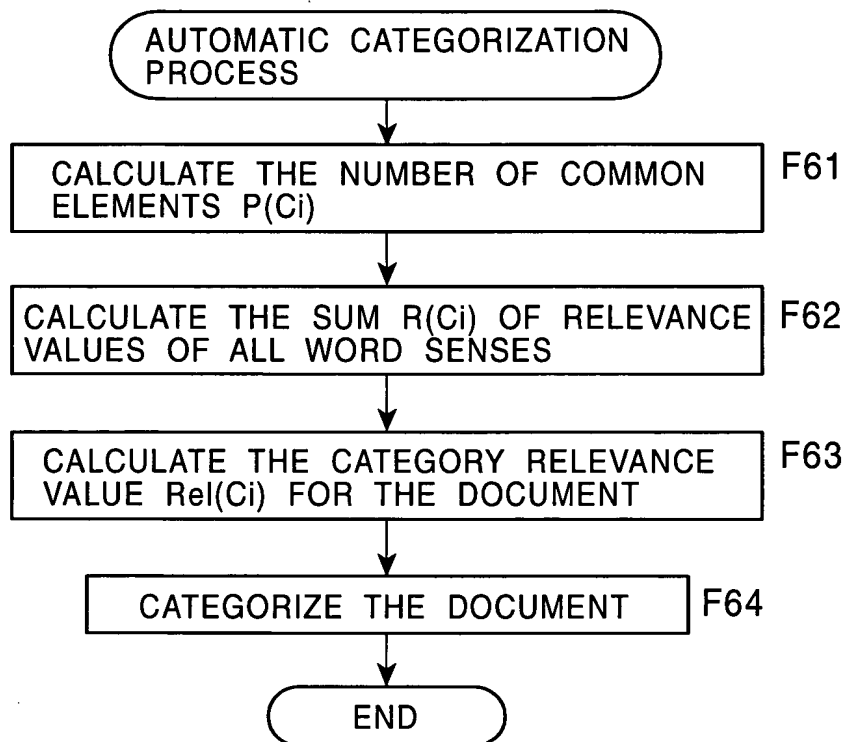 AUTOMATIC CATEGORIZATION
PROCESS
CALCULATE THE NUMBER OF COMMON
ELEMENTS P(Ci)
F61
CALCULATE THE SUM R(Ci) OF RELEVANCE
VALUES OF ALL WORD SENSES
F62
CALCULATE THE CATEGORY RELEVANCE
VALUE Rel(Ci) FOR THE DOCUMENT
F63
CATEGORIZE THE DOCUMENT
F64
END